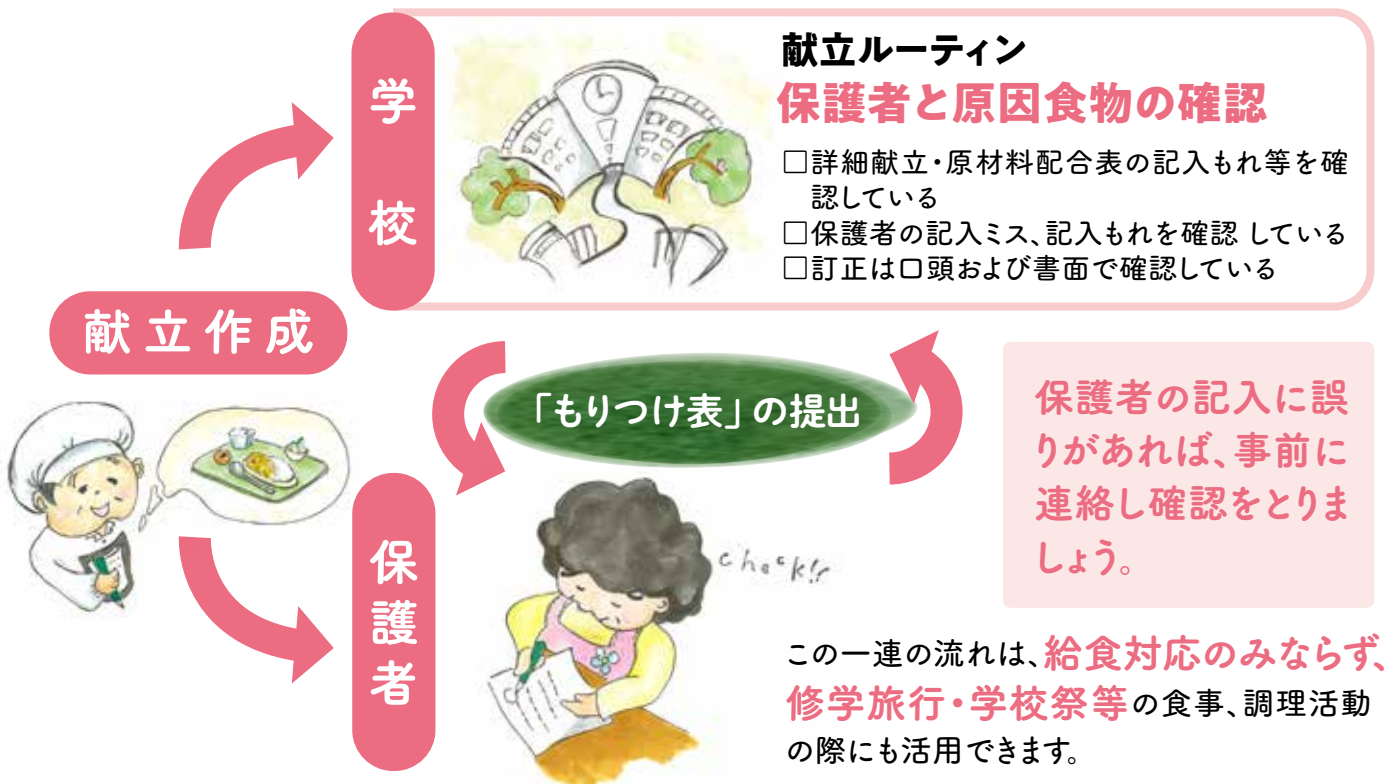 学校
献立ルーティン
保護者と原因食物の確認
□詳細献立・原材料配合表の記入もれ等を確
認している
□保護者の記入ミス、記入もれを確認 している
□訂正は口頭および書面で確認している
献立作成
「もりつけ表」の提出
保護者の記入に誤
りがあれば、事前に
連絡し確認をとりま
しょう。
保護者
check!!
この一連の流れは、給食対応のみならず、
修学旅行・学校祭等の食事、調理活動
の際にも活用できます。